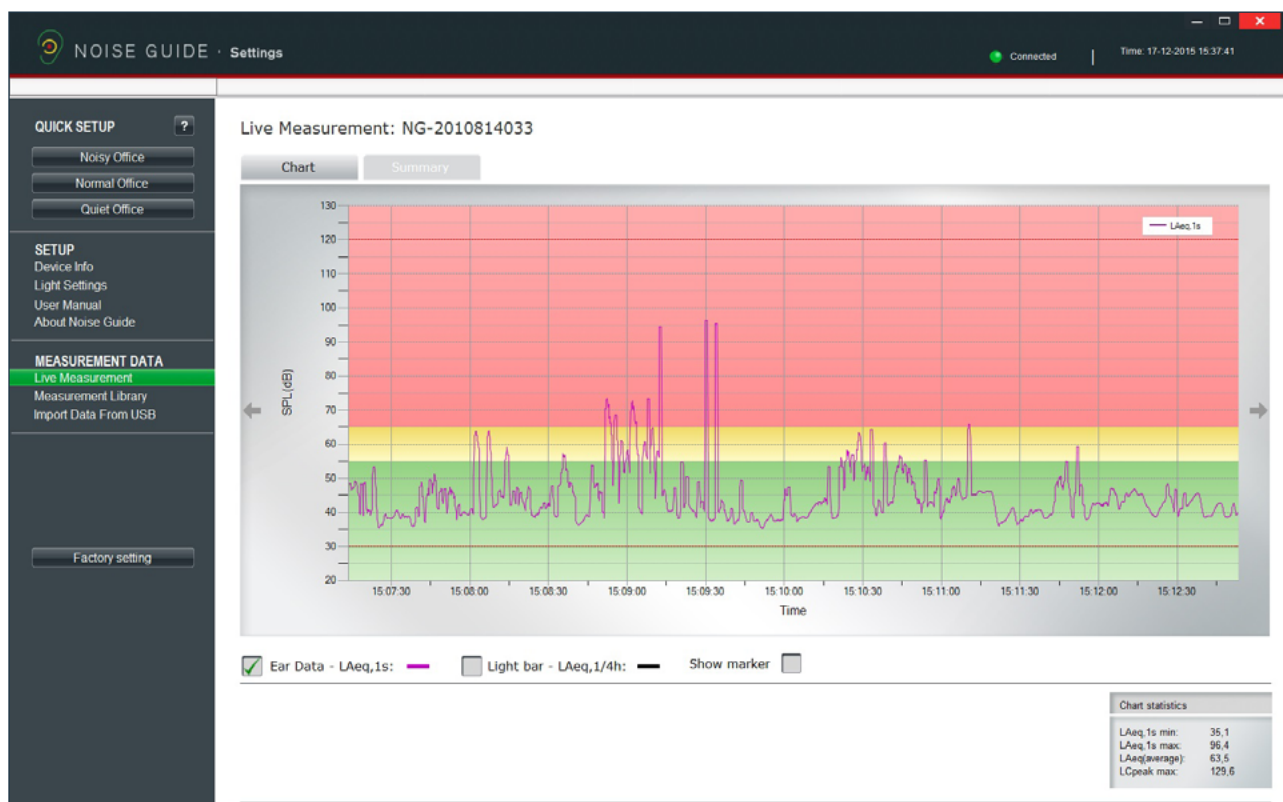 NOISE GUIDE · Settings
Connected
Time: 17-12-2015 15:37:41
QUICK SETUP
?
Noisy Office
Normal Office
Quiet Office
SETUP
Device Info
Light Settings
User Manual
About Noise Guide
MEASUREMENT DATA
Live Measurement
Measurement Library
Import Data From USB
Factory setting
Live Measurement: NG-2010814033
Chart
Summary
LAeq,1s
SPL(dB)
130
120
110
100
90
80
70
60
50
40
30
20
15:07:30 15:08:00 15:08:30 15:09:00 15:09:30 15:10:00 15:10:30 15:11:00 15:11:30 15:12:00 15:12:30
Time
Ear Data - LAeq,1s: Light bar - LAeq,1/4h: Show marker
Chart statistics
LAeq,1s min: 35,1
LAeq,1s max: 96,4
LAeq(average): 63,5
LCpeak max: 129,6